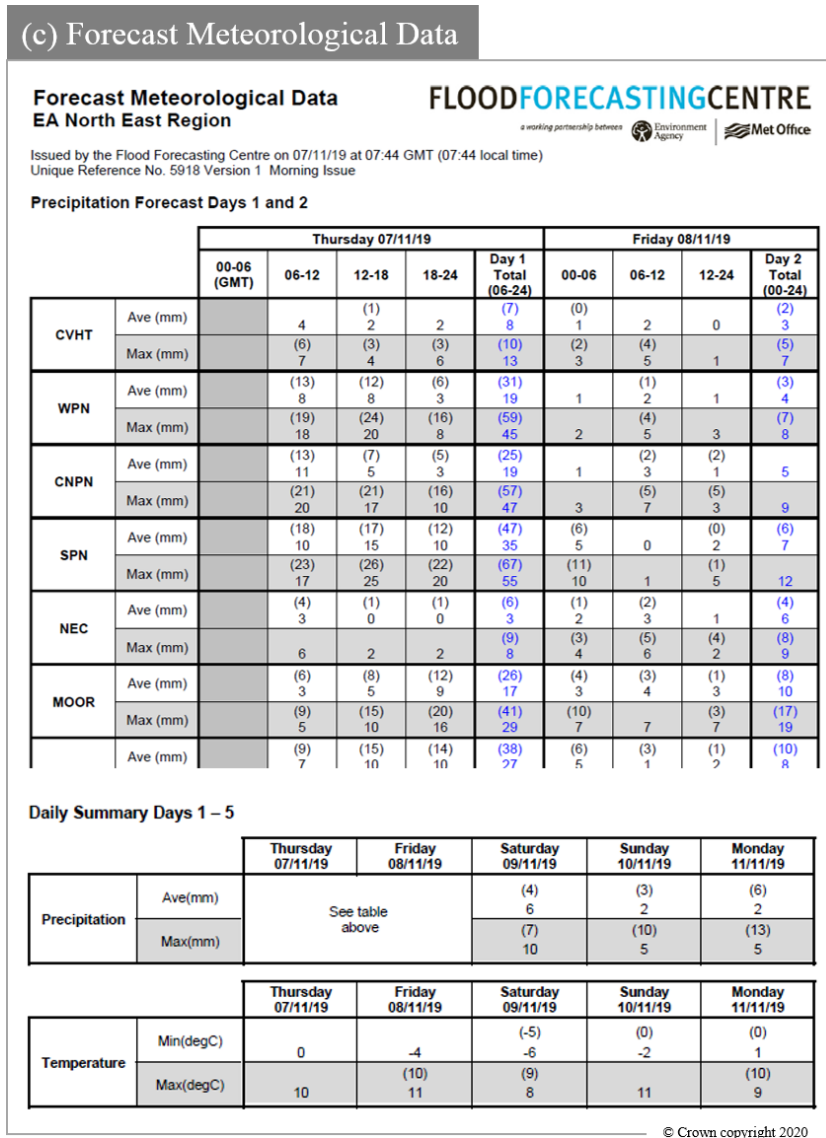 (c) Forecast Meteorological Data
Forecast Meteorological Data
EA North East Region
FLOODFORECASTINGCENTRE
a working partnership between Environment Agency Met Office
Issued by the Flood Forecasting Centre on 07/11/19 at 07:44 GMT (07:44 local time)
Unique Reference No. 5918 Version 1 Morning Issue
Precipitation Forecast Days 1 and 2
Thursday 07/11/19 Friday 08/11/19
00-06 (GMT) 06-12 12-18 18-24 Day 1 Total (06-24) 00-06 06-12 12-24 Day 2 Total (00-24)
CVHT
Ave (mm) 4 (1) 2 2 (7) 8 (0) 1 2 0 (2) 3
Max (mm) (6) 7 (3) 4 (3) 6 (10) 13 (2) 3 (4) 5 1 (5) 7
WPN
Ave (mm) (13) 8 (12) 8 (6) 3 (31) 19 1 (1) 2 1 (3) 4
Max (mm) (19) 18 (24) 20 (16) 8 (59) 45 2 (4) 5 3 (7) 8
CNPN
Ave (mm) (13) 11 (7) 5 (5) 3 (25) 19 1 (2) 3 (2) 1 5
Max (mm) (21) 20 (21) 17 (16) 10 (57) 47 3 (5) 7 (5) 3 9
SPN
Ave (mm) (18) 10 (17) 15 (12) 10 (47) 35 (6) 5 0 (0) 2 (6) 7
Max (mm) (23) 17 (26) 25 (22) 20 (67) 55 (11) 10 1 (1) 5 12
NEC
Ave (mm) (4) 3 (1) 0 (1) 0 (6) 3 (1) 2 (2) 3 1 (4) 6
Max (mm) 6 2 2 (9) 8 (3) 4 (5) 6 (4) 2 (8) 9
MOOR
Ave (mm) (6) 3 (8) 5 (12) 9 (26) 17 (4) 3 (3) 4 (1) 3 (8) 10
Max (mm) (9) 5 (15) 10 (20) 16 (41) 29 (10) 7 7 (3) 7 (17) 19
Ave (mm) (9) 7 (15) 10 (14) 10 (38) 27 (6) 5 (3) 1 (1) 2 (10) 8
Daily Summary Days 1 – 5
Thursday 07/11/19 Friday 08/11/19 Saturday 09/11/19 Sunday 10/11/19 Monday 11/11/19
Precipitation
Ave(mm) See table above (4) 6 (3) 2 (6) 2
Max(mm) (7) 10 (10) 5 (13) 5
Thursday 07/11/19 Friday 08/11/19 Saturday 09/11/19 Sunday 10/11/19 Monday 11/11/19
Temperature
Min(degC) 0 -4 (-5) -6 (0) -2 (0) 1
Max(degC) 10 (10) 11 (9) 8 11 (10) 9
© Crown copyright 2020